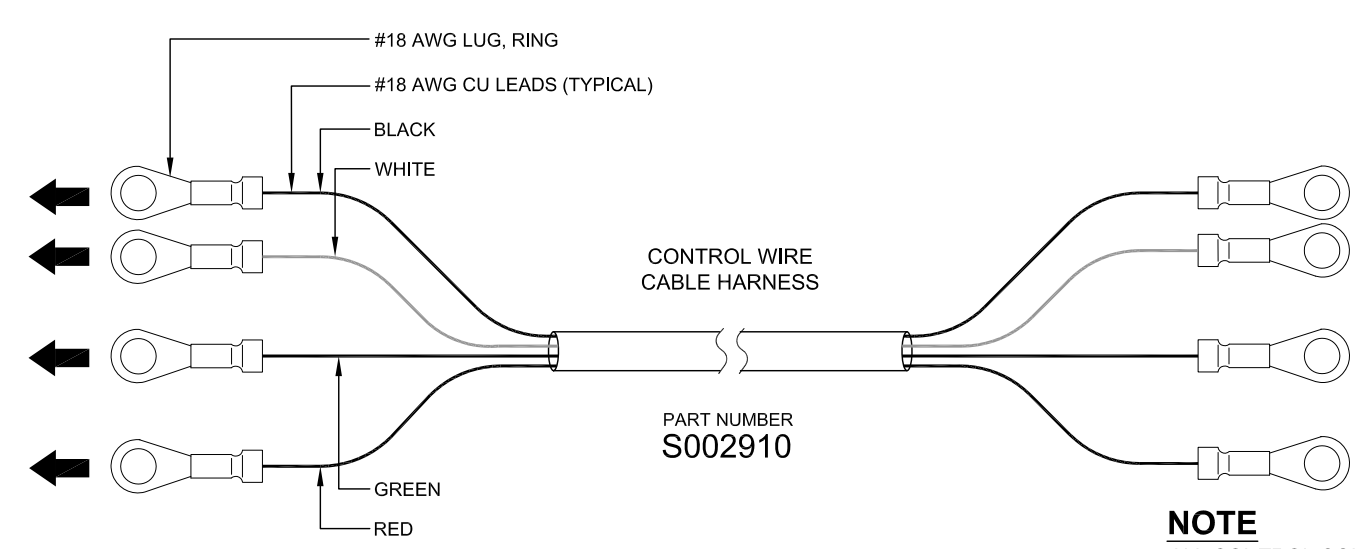 #18 AWG LUG, RING
#18 AWG CU LEADS (TYPICAL)
BLACK
WHITE
CONTROL WIRE
CABLE HARNESS
PART NUMBER
S002910
GREEN
RED
NOTE